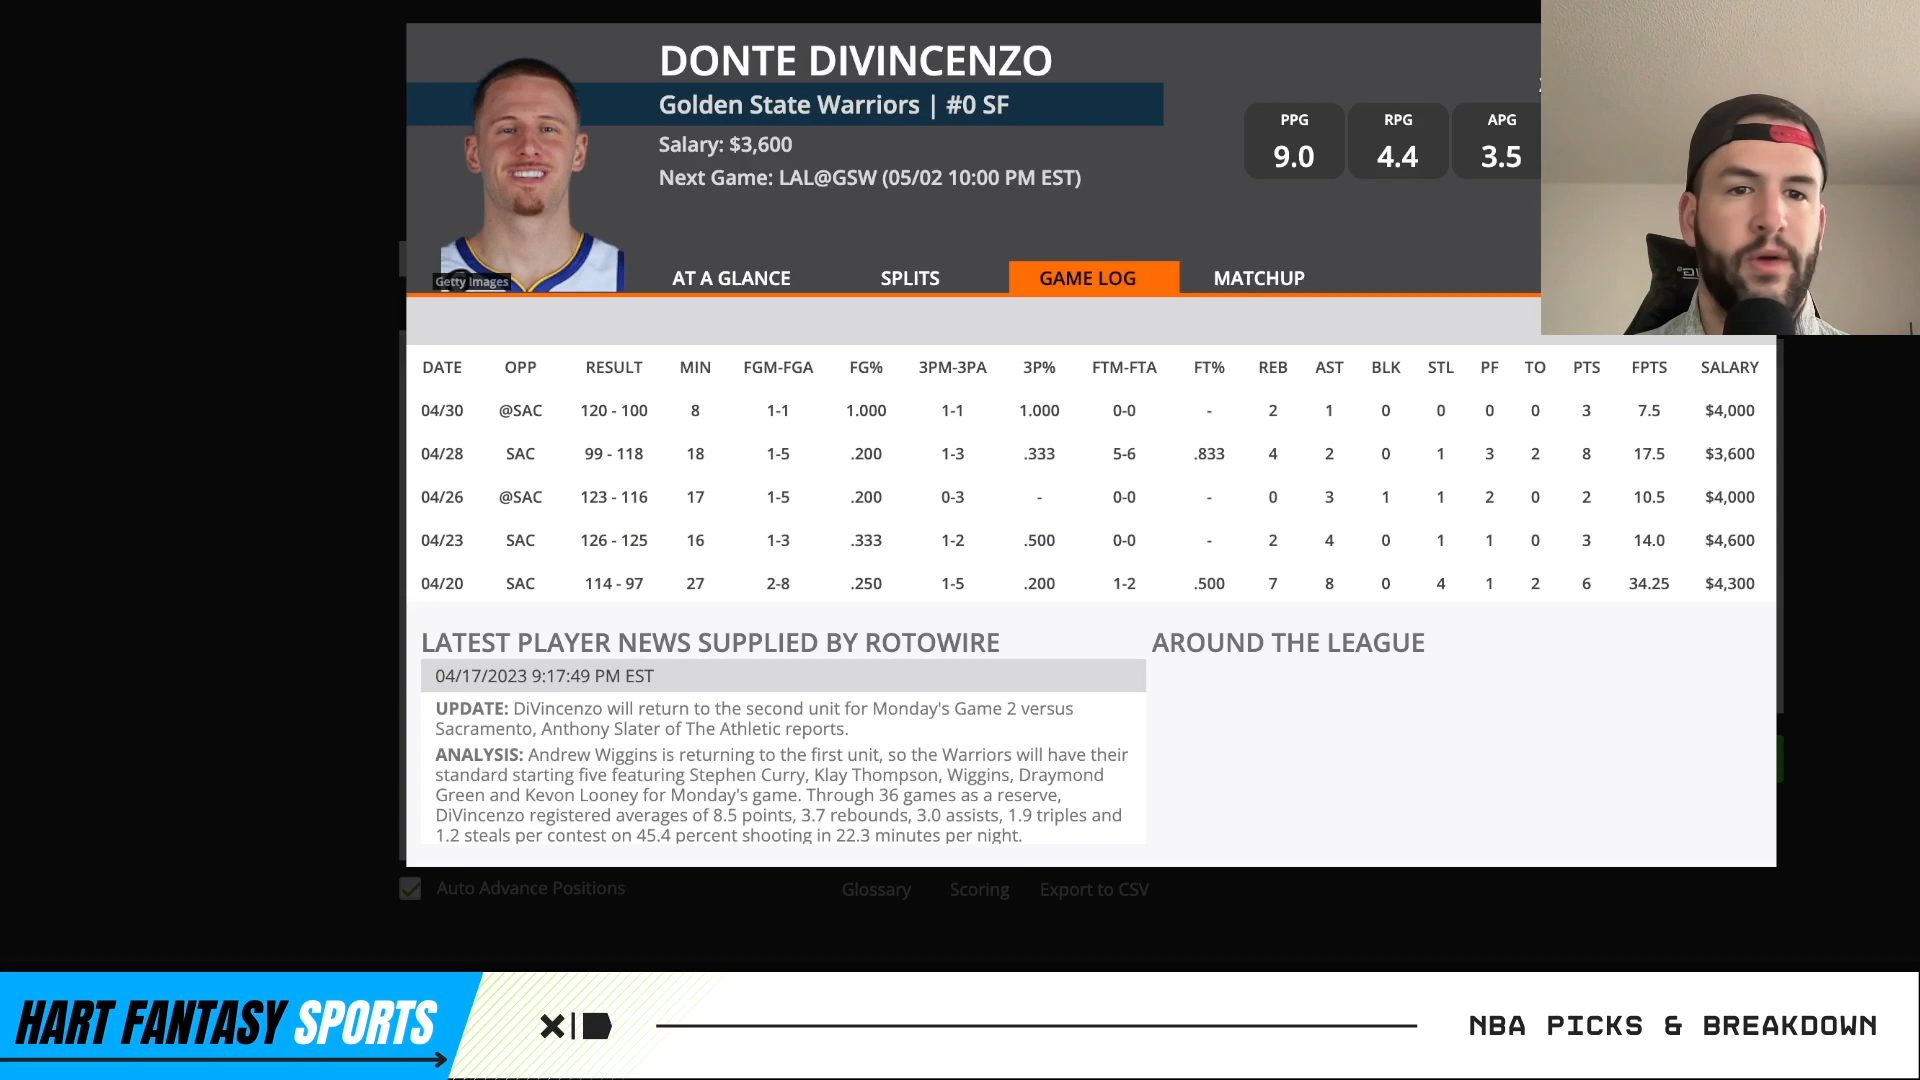 DONTE DIVINCENZO
Golden State Warriors | #0 SF
Salary: $3,600
Next Game: LAL@GSW (05/02 10:00 PM EST)
PPG RPG APG
9.0 4.4 3.5
Getty Images
AT A GLANCE SPLITS GAME LOG MATCHUP
DATE OPP RESULT MIN FGM-FGA FG% 3PM-3PA 3P% FTM-FTA FT% REB AST BLK STL PF TO PTS FPTS SALARY
04/30 @SAC 120 - 100 8 1-1 1.000 1-1 1.000 0-0 - 2 1 0 0 0 0 3 7.5 $4,000
04/28 SAC 99 - 118 18 1-5 .200 1-3 .333 5-6 .833 4 2 0 1 3 2 8 17.5 $3,600
04/26 @SAC 123 - 116 17 1-5 .200 0-3 - 0-0 - 0 3 1 1 2 0 2 10.5 $4,000
04/23 SAC 126 - 125 16 1-3 .333 1-2 .500 0-0 - 2 4 0 1 1 0 3 14.0 $4,600
04/20 SAC 114 - 97 27 2-8 .250 1-5 .200 1-2 .500 7 8 0 4 1 2 6 34.25 $4,300
LATEST PLAYER NEWS SUPPLIED BY ROTOWIRE
AROUND THE LEAGUE
04/17/2023 9:17:49 PM EST
UPDATE: DiVincenzo will return to the second unit for Monday's Game 2 versus
Sacramento, Anthony Slater of The Athletic reports.
ANALYSIS: Andrew Wiggins is returning to the first unit, so the Warriors will have their
standard starting five featuring Stephen Curry, Klay Thompson, Wiggins, Draymond
Green and Kevon Looney for Monday's game. Through 36 games as a reserve,
DiVincenzo registered averages of 8.5 points, 3.7 rebounds, 3.0 assists, 1.9 triples and
1.2 steals per contest on 45.4 percent shooting in 22.3 minutes per night.
Auto Advance Positions Glossary Scoring Export to CSV
HART FANTASY SPORTS
NBA PICKS & BREAKDOWN